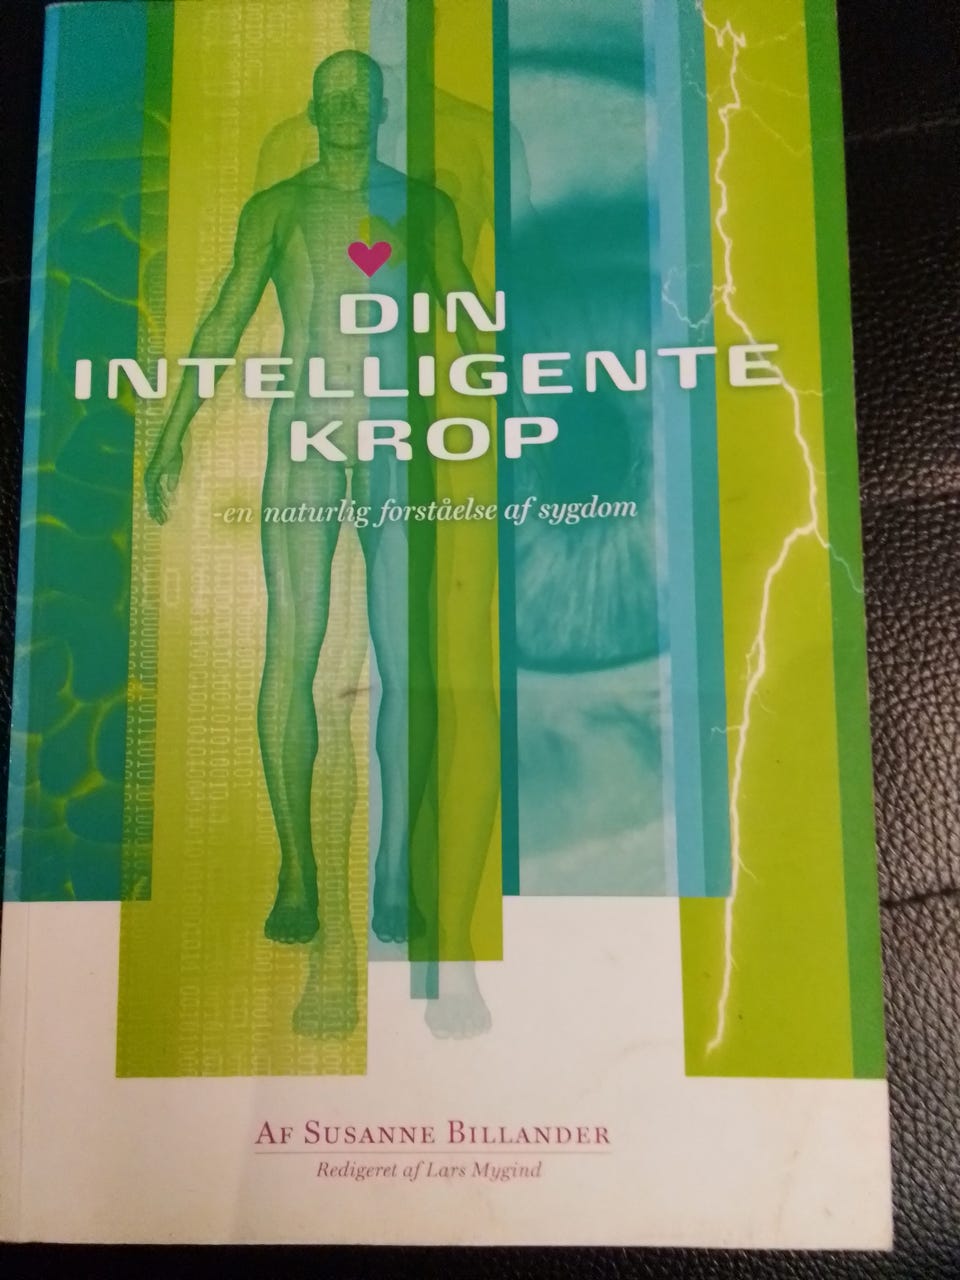 DIN
INTELLIGENTE
KROP
-en naturlig forståelse af sygdom
AF SUSANNE BILLANDER
Redigeret af Lars Mygind